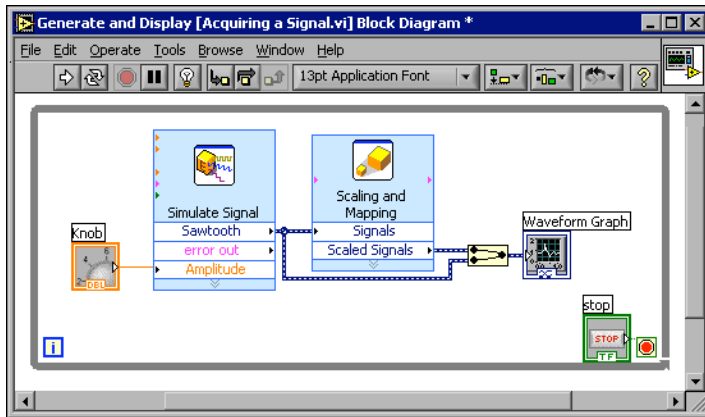 Generate and Display [Acquiring a Signal.vi] Block Diagram *
File Edit Operate Tools Browse Window Help
13pt Application Font
?
Simulate Signal
Sawtooth
error out
Amplitude
Scaling and
Mapping
Signals
Scaled Signals
Knob
DBL
Waveform Graph
stop
STOP
TF
i